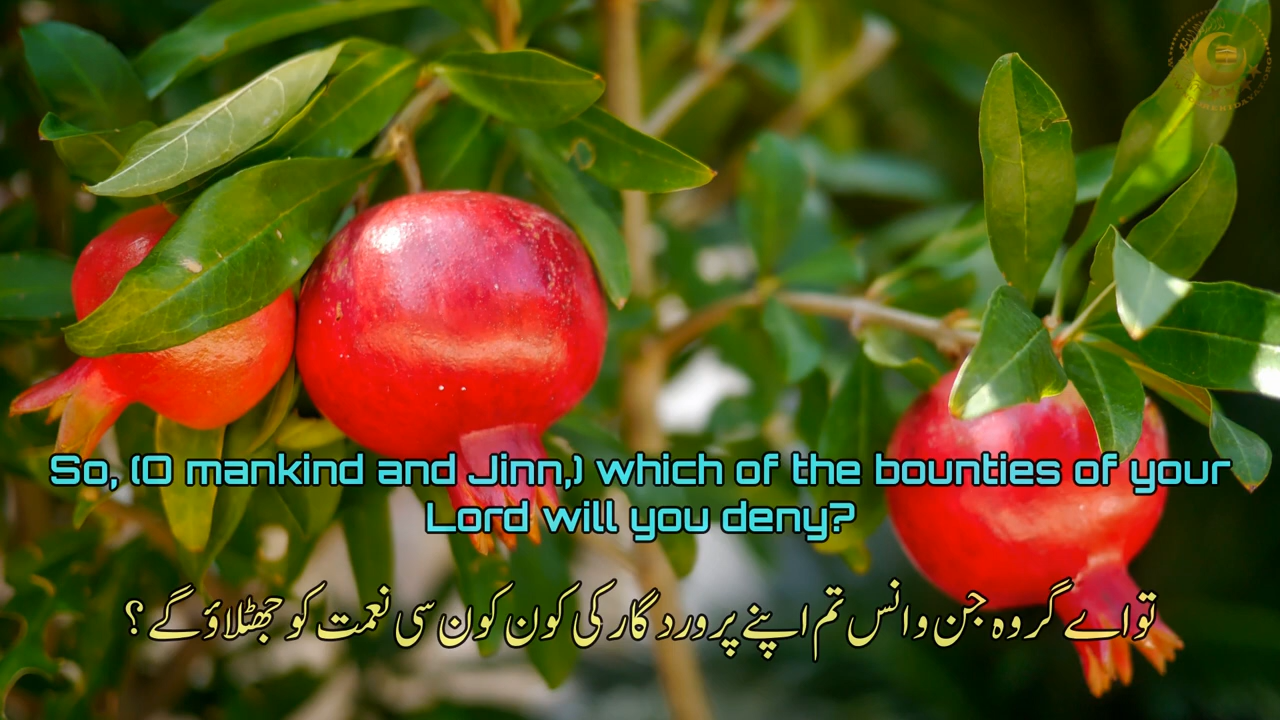 So, (O mankind and Jinn,) which of the bounties of your
Lord will you deny?
تو اے گروہ جن و انس تم اپنے پروردگار کی کون کون سی نعمت کو جھٹلاؤ گے ؟